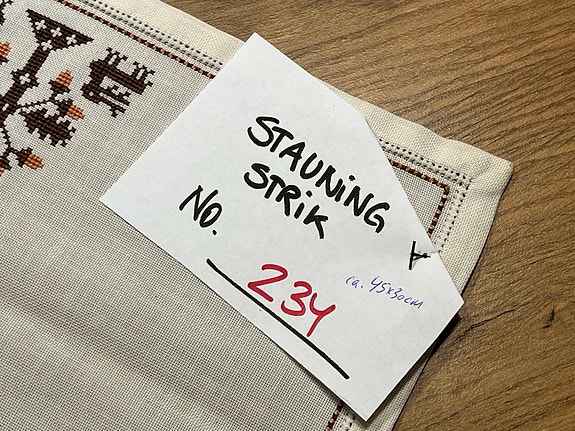 STAUNING
STRIK
No.
234
ca. 45x30cm
A